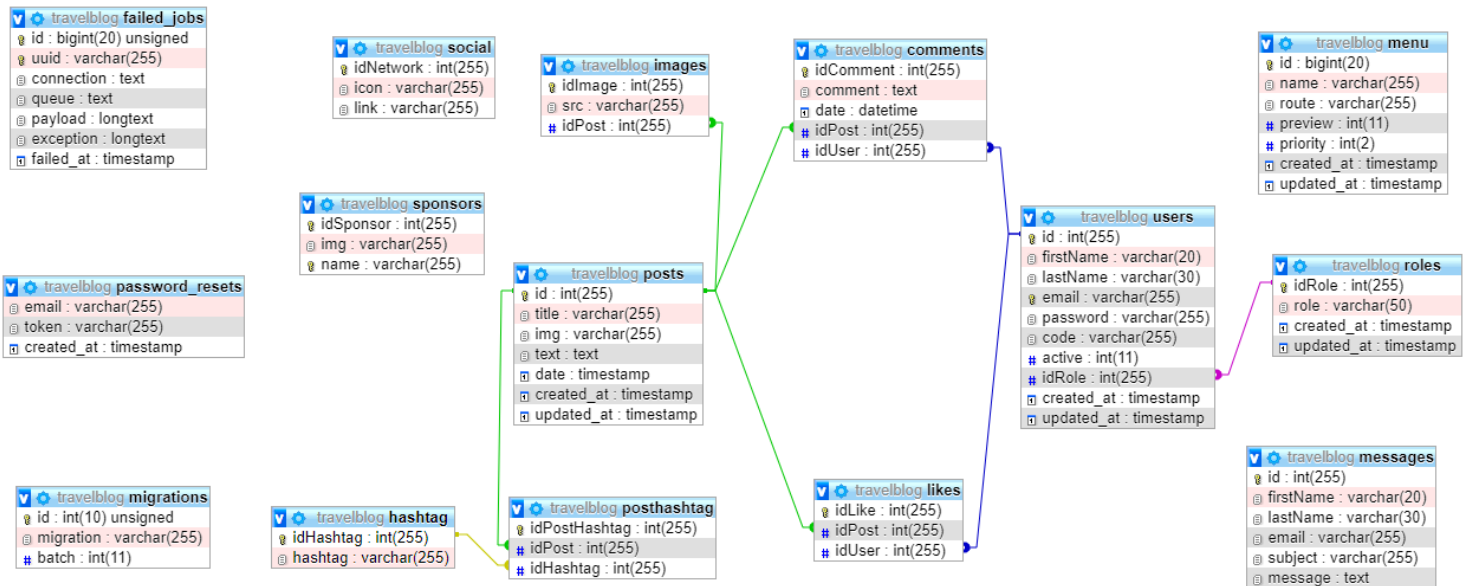 travelblog failed_jobs
id : bigint(20) unsigned
uuid : varchar(255)
connection : text
queue : text
payload : longtext
exception : longtext
failed_at : timestamp
travelblog social
idNetwork : int(255)
icon : varchar(255)
link : varchar(255)
travelblog images
idImage : int(255)
src : varchar(255)
idPost : int(255)
travelblog comments
idComment : int(255)
comment : text
date : datetime
idPost : int(255)
idUser : int(255)
travelblog menu
id : bigint(20)
name : varchar(255)
route : varchar(255)
preview : int(11)
priority : int(2)
created_at : timestamp
updated_at : timestamp
travelblog sponsors
idSponsor : int(255)
img : varchar(255)
name : varchar(255)
travelblog users
id : int(255)
firstName : varchar(20)
lastName : varchar(30)
email : varchar(255)
password : varchar(255)
code : varchar(255)
active : int(11)
idRole : int(255)
created_at : timestamp
updated_at : timestamp
travelblog roles
idRole : int(255)
role : varchar(50)
created_at : timestamp
updated_at : timestamp
travelblog password_resets
email : varchar(255)
token : varchar(255)
created_at : timestamp
travelblog posts
id : int(255)
title : varchar(255)
img : varchar(255)
text : text
date : timestamp
created_at : timestamp
updated_at : timestamp
travelblog migrations
id : int(10) unsigned
migration : varchar(255)
batch : int(11)
travelblog hashtag
idHashtag : int(255)
hashtag : varchar(255)
travelblog posthashtag
idPostHashtag : int(255)
idPost : int(255)
idHashtag : int(255)
travelblog likes
idLike : int(255)
idPost : int(255)
idUser : int(255)
travelblog messages
id : int(255)
firstName : varchar(20)
lastName : varchar(30)
email : varchar(255)
subject : varchar(255)
message : text